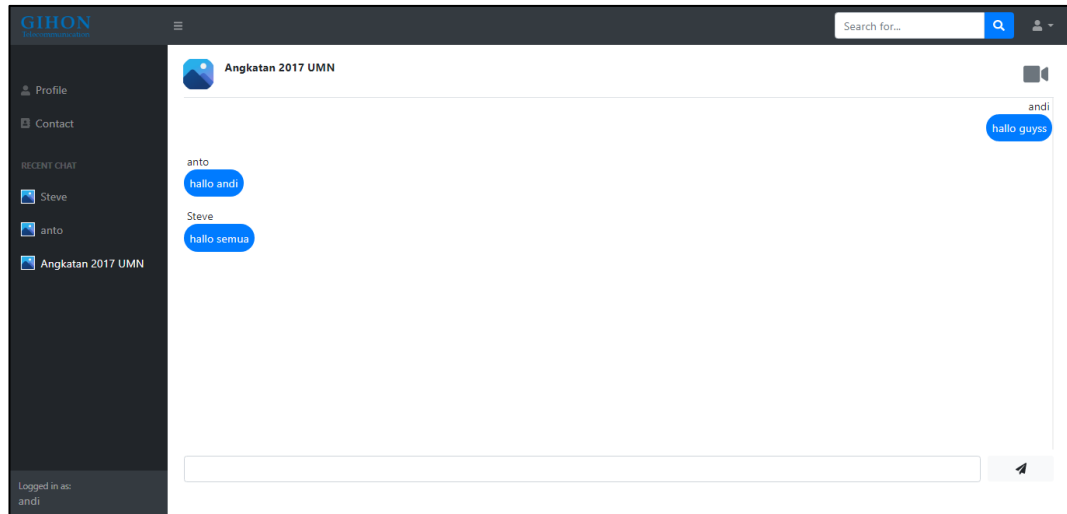 GIHON
Telecommunication
Search for...
Profile
Contact
RECENT CHAT
Steve
anto
Angkatan 2017 UMN
Logged in as:
andi
Angkatan 2017 UMN
andi
hallo guyss
anto
hallo andi
Steve
hallo semua